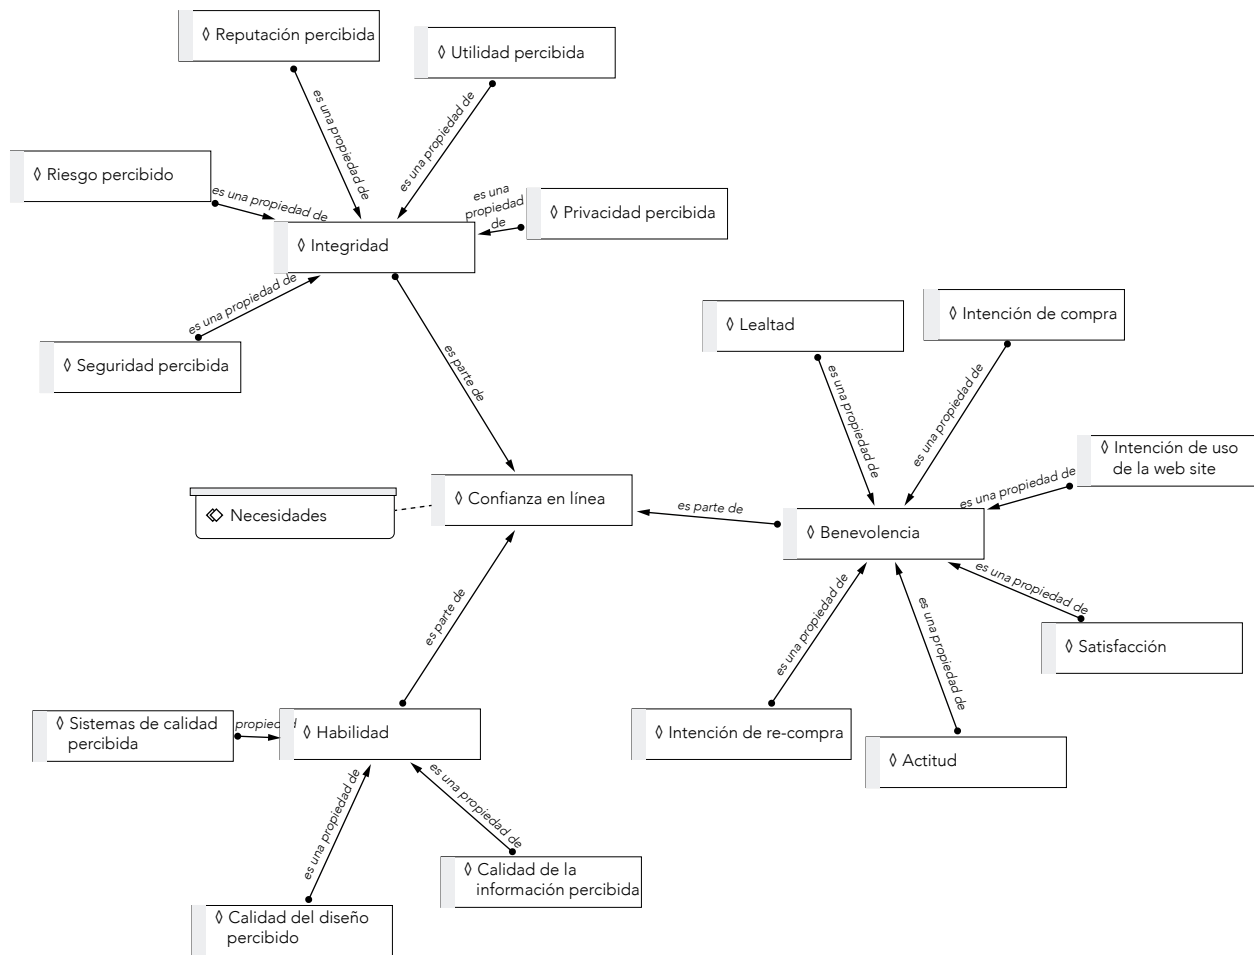 ◊ Reputación percibida
◊ Utilidad percibida
es una propiedad de
es una propiedad de
◊ Riesgo percibido
es una propiedad de
es una
propiedad
de
◊ Privacidad percibida
◊ Integridad
es una propiedad de
◊ Seguridad percibida
es parte de
◊ Lealtad
◊ Intención de compra
es una propiedad de
es una propiedad de
◊ Intención de uso
de la web site
es una propiedad de
◊ Confianza en línea
Necesidades
es parte de
◊ Benevolencia
es una propiedad de
es una propiedad de
es una propiedad de
◊ Satisfacción
es parte de
◊ Intención de re-compra
◊ Actitud
◊ Sistemas de calidad
percibida
propied
◊ Habilidad
es una propiedad de
es una propiedad de
◊ Calidad de la
información percibida
◊ Calidad del diseño
percibido